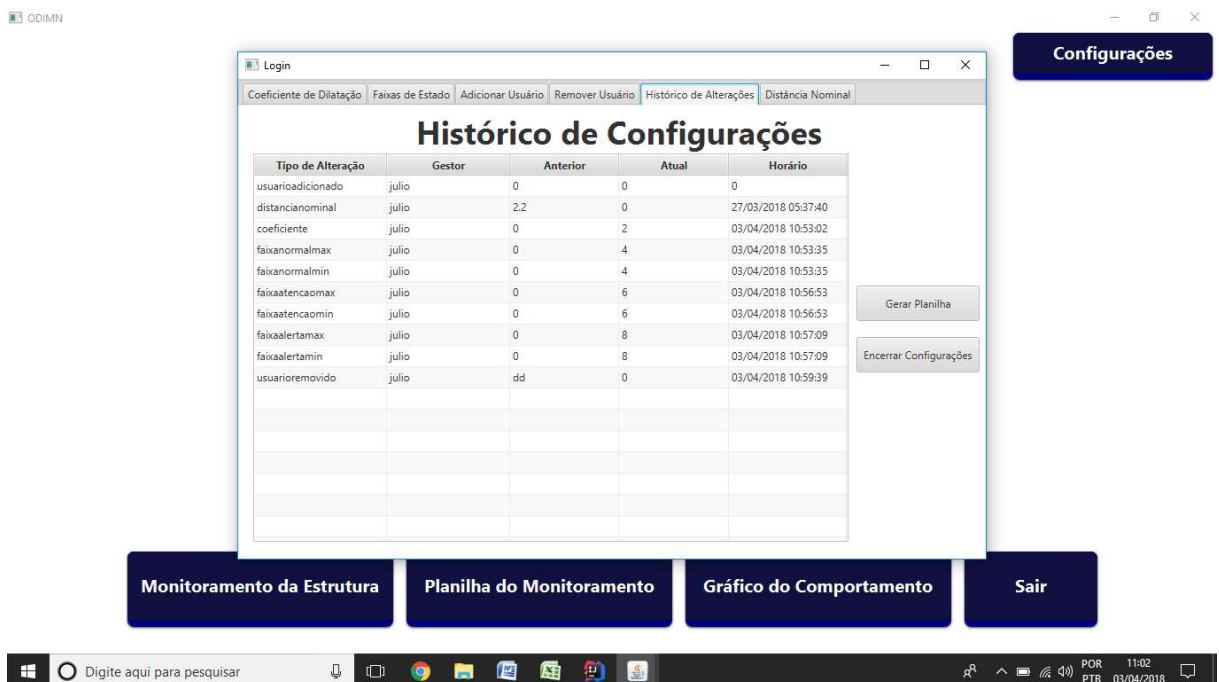 ODIMN
Configurações
Login
Coeficiente de Dilatação Faixas de Estado Adicionar Usuário Remover Usuário Histórico de Alterações Distância Nominal
Histórico de Configurações
Tipo de Alteração Gestor Anterior Atual Horário
usuarioadicionado julio 0 0 0
distancianominal julio 2.2 0 27/03/2018 05:37:40
coeficiente julio 0 2 03/04/2018 10:53:02
faixanormalmax julio 0 4 03/04/2018 10:53:35
faixanormalmin julio 0 4 03/04/2018 10:53:35
faixaatencaomax julio 0 6 03/04/2018 10:56:53
faixaatencaomin julio 0 6 03/04/2018 10:56:53
faixaalertamax julio 0 8 03/04/2018 10:57:09
faixaalertamin julio 0 8 03/04/2018 10:57:09
usuarioremovido julio dd 0 03/04/2018 10:59:39
Gerar Planilha
Encerrar Configurações
Monitoramento da Estrutura Planilha do Monitoramento Gráfico do Comportamento Sair
Digite aqui para pesquisar
POR 11:02
PTB 03/04/2018